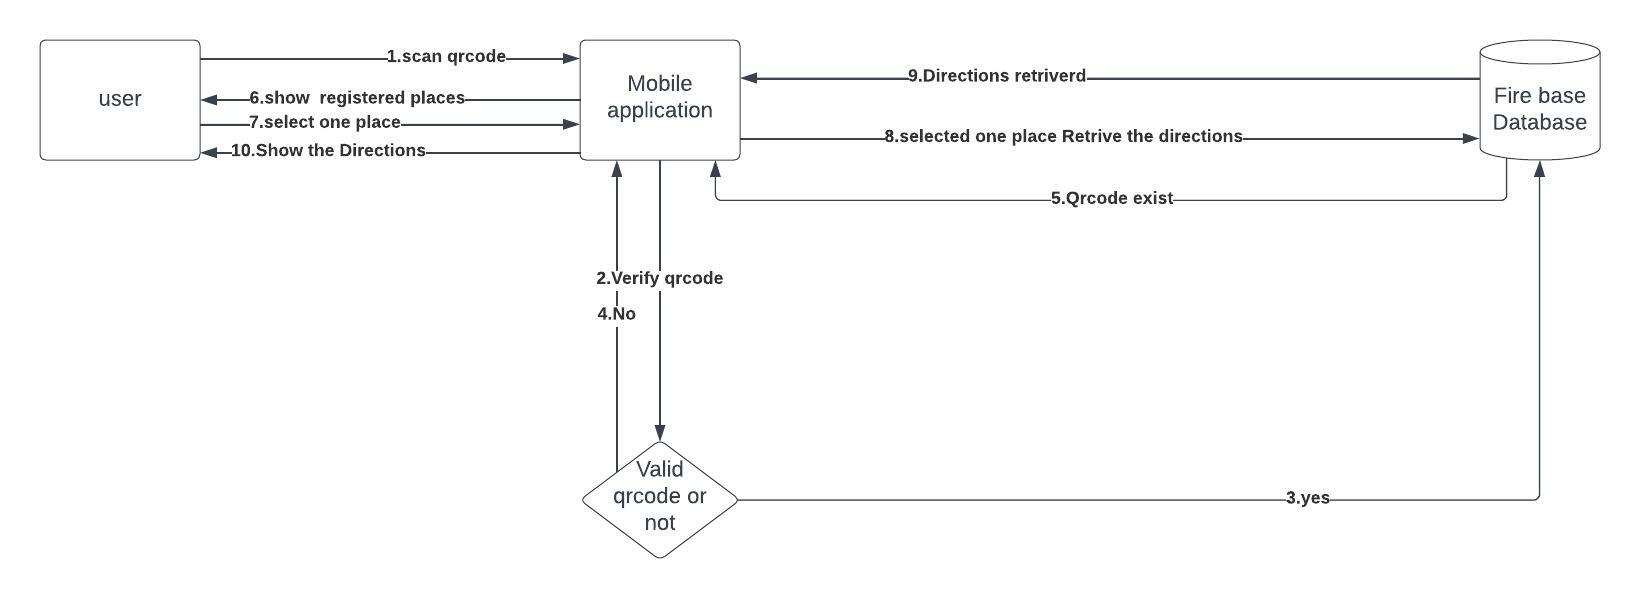 1.scan qrcode
9.Directions retriverd
user
Mobile
application
Fire base
Database
6.show  registered places
7.select one place
8.selected one place Retrive the directions
10.Show the Directions
5.Qrcode exist
2.Verify qrcode
4.No
Valid
qrcode or
not
3.yes